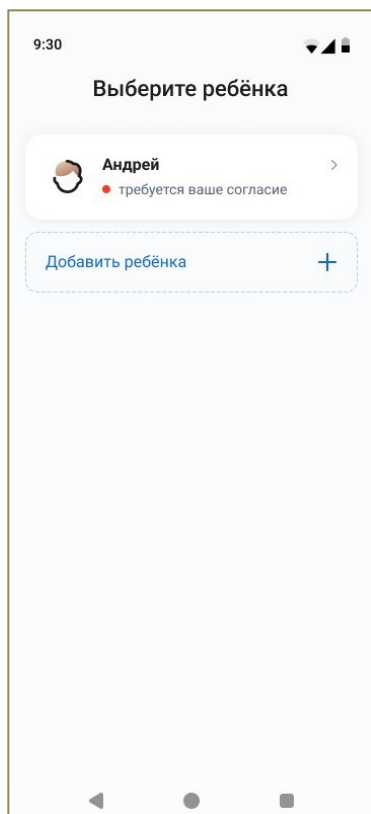 9:30
Выберите ребёнка
Андрей
требуется ваше согласие
Добавить ребёнка